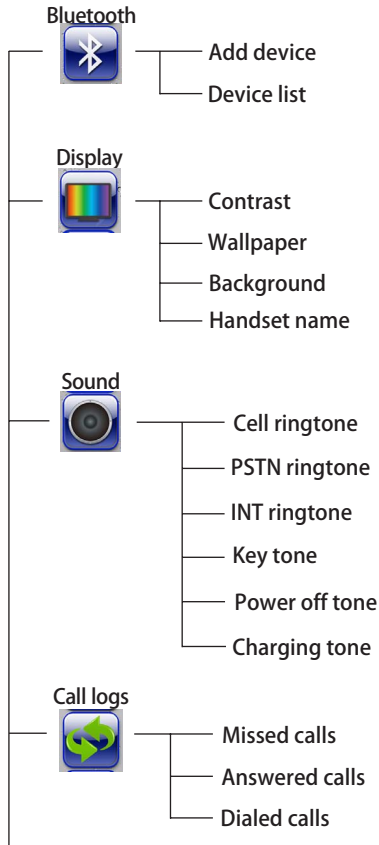 Bluetooth
Add device
Device list
Display
Contrast
Wallpaper
Background
Handset name
Sound
Cell ringtone
PSTN ringtone
INT ringtone
Key tone
Power off tone
Charging tone
Call logs
Missed calls
Answered calls
Dialed calls